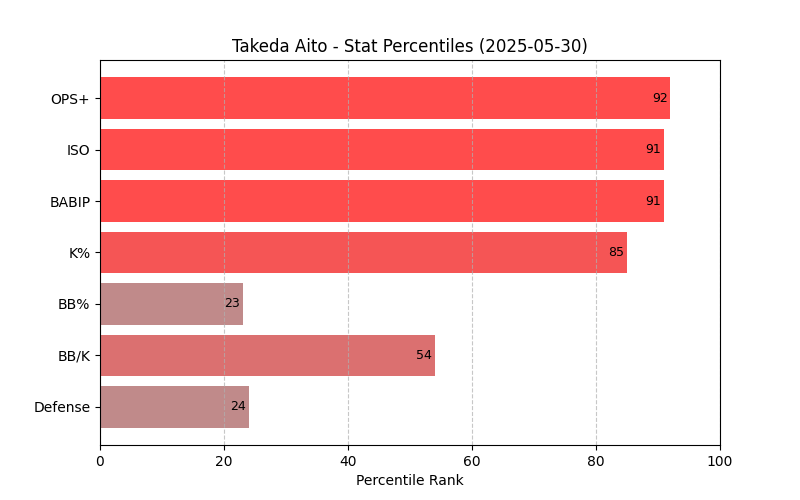 Takeda Aito - Stat Percentiles (2025-05-30)
OPS+ 92
ISO 91
BABIP 91
K% 85
BB% 23
BB/K 54
Defense 24
0 20 40 60 80 100
Percentile Rank